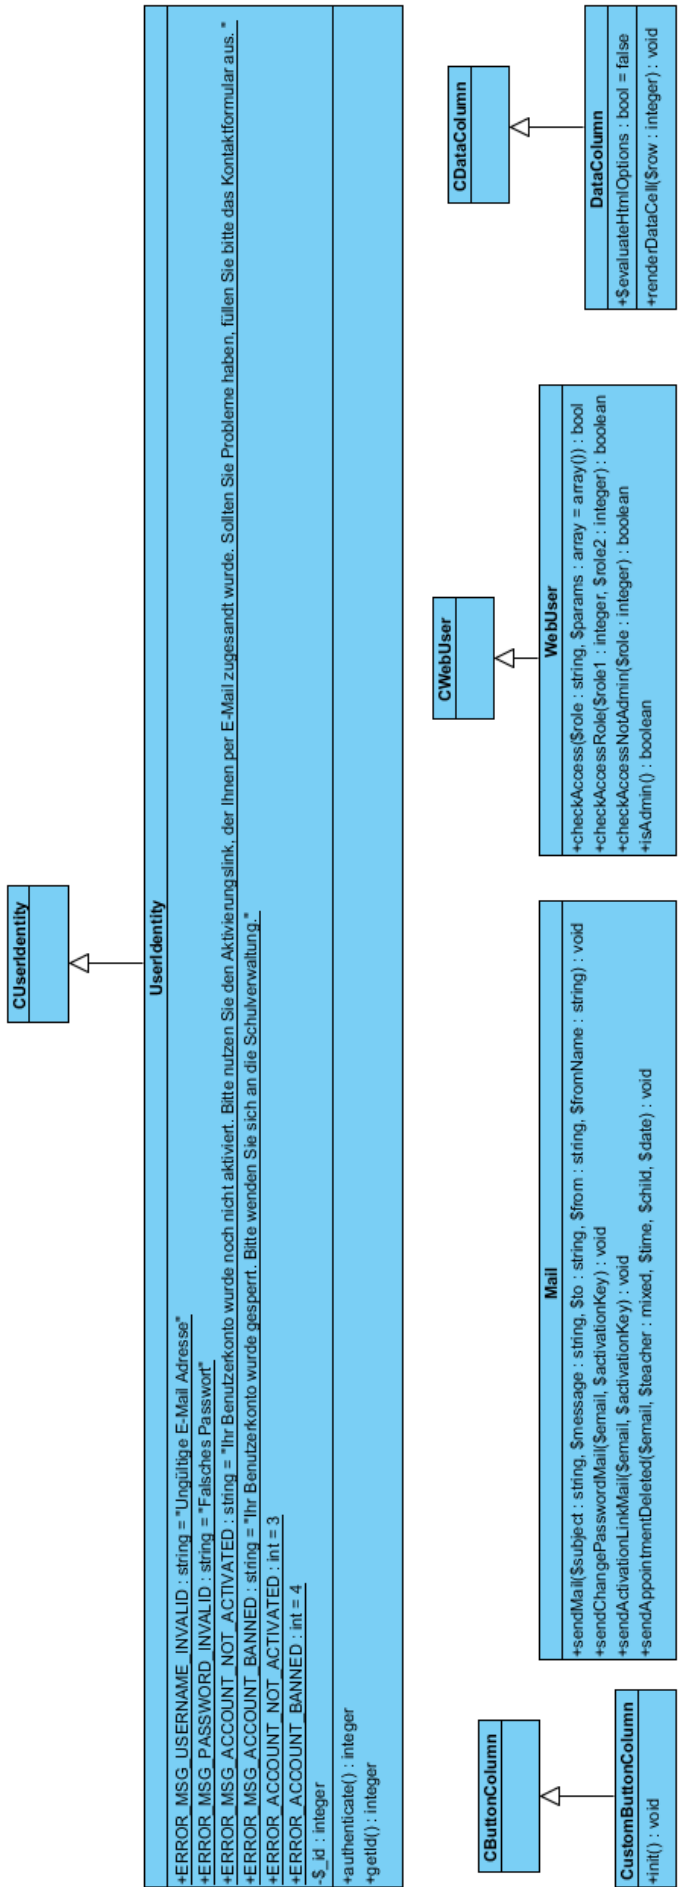 CUserIdentity
UserIdentity
+ERROR_MSG_USERNAME_INVALID : string = "Ungültige E-Mail Adresse"
+ERROR_MSG_PASSWORD_INVALID : string = "Falsches Passwort"
+ERROR_MSG_ACCOUNT_NOT_ACTIVATED : string = "Ihr Benutzerkonto wurde noch nicht aktiviert. Bitte nutzen Sie den Aktivierungslink, der Ihnen per E-Mail zugesandt wurde. Sollten Sie Probleme haben, füllen Sie bitte das Kontaktformular aus. "
+ERROR_MSG_ACCOUNT_BANNED : string = "Ihr Benutzerkonto wurde gesperrt. Bitte wenden Sie sich an die Schulverwaltung."
+ERROR_ACCOUNT_NOT_ACTIVATED : int = 3
+ERROR_ACCOUNT_BANNED : int = 4
-$_id : integer
+authenticate() : integer
+getId() : integer
CButtonColumn
CustomButtonColumn
+init() : void
Mail
+sendMail($subject : string, $message : string, $to : string, $from : string, $fromName : string) : void
+sendChangePasswordMail($email, $activationKey) : void
+sendActivationLinkMail($email, $activationKey) : void
+sendAppointmentDeleted($email, $teacher : mixed, $time, $child, $date) : void
CWebUser
WebUser
+checkAccess($role : string, $params : array = array()) : bool
+checkAccessRole($role1 : integer, $role2 : integer) : boolean
+checkAccessNotAdmin($role : integer) : boolean
+isAdmin() : boolean
CDataColumn
DataColumn
+$evaluateHtmlOptions : bool = false
+renderDataCell($row : integer) : void